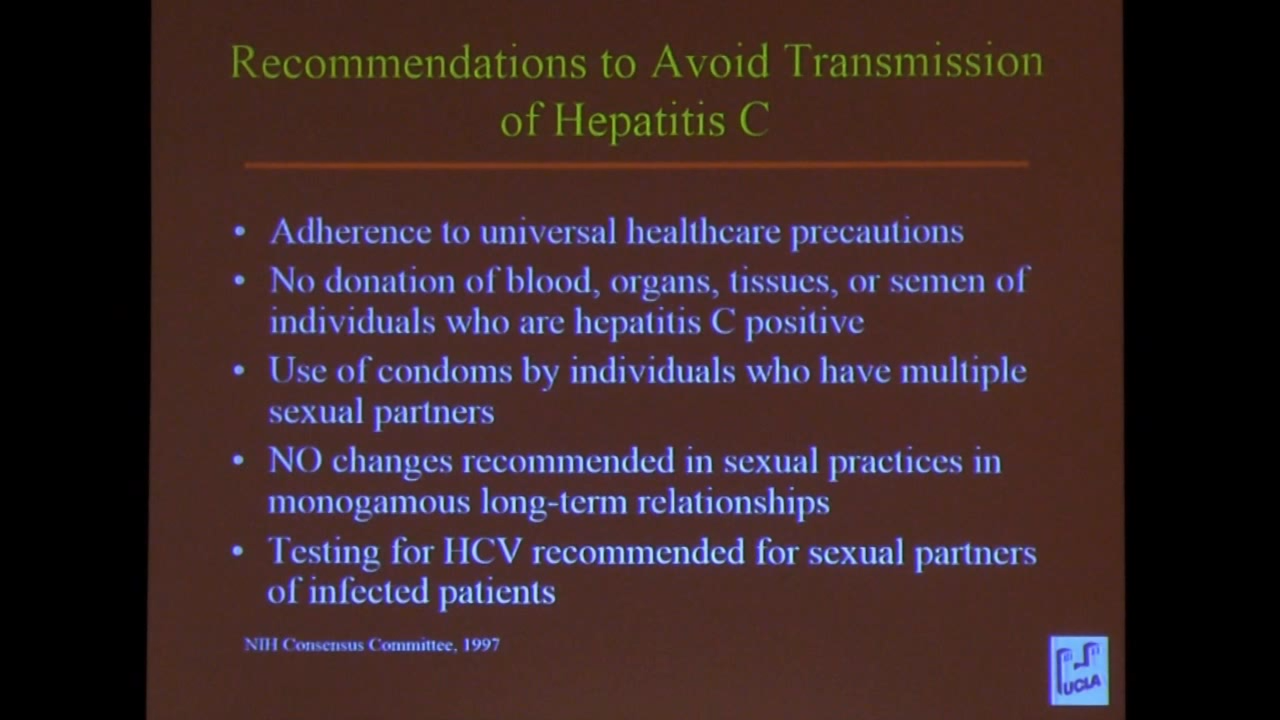 Recommendations to Avoid Transmission
of Hepatitis C
• Adherence to universal healthcare precautions
• No donation of blood, organs, tissues, or semen of
individuals who are hepatitis C positive
• Use of condoms by individuals who have multiple
sexual partners
• NO changes recommended in sexual practices in
monogamous long-term relationships
• Testing for HCV recommended for sexual partners
of infected patients
NIH Consensus Committee, 1997
UCLA